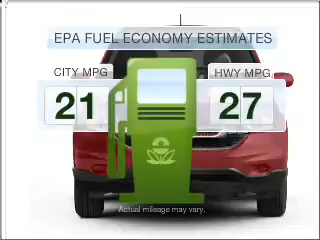 EPA FUEL ECONOMY ESTIMATES
CITY MPG
HWY MPG
21
27
Actual mileage may vary.